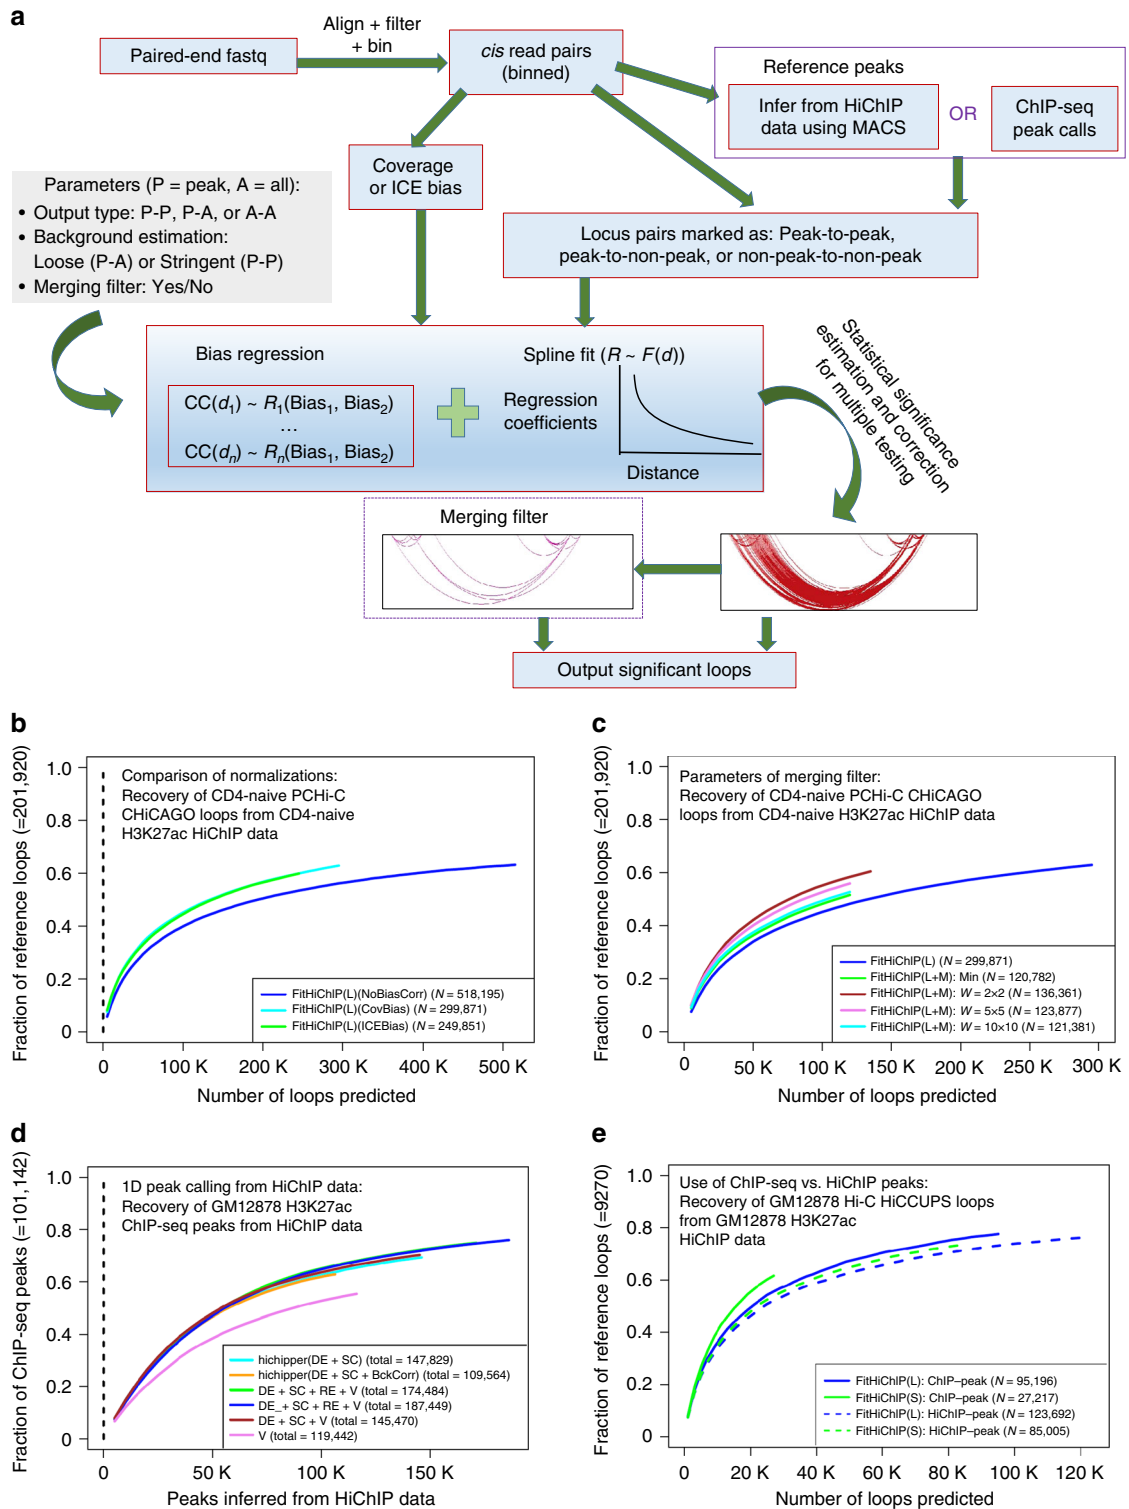 a
Paired-end fastq
Align + filter
+ bin
cis read pairs
(binned)
Reference peaks
Infer from HiChIP
data using MACS
OR
ChIP-seq
peak calls
Coverage
or ICE bias
Parameters (P = peak, A = all):
• Output type: P-P, P-A, or A-A
• Background estimation:
Loose (P-A) or Stringent (P-P)
• Merging filter: Yes/No
Locus pairs marked as: Peak-to-peak,
peak-to-non-peak, or non-peak-to-non-peak
Bias regression
CC(d1) ~ R1(Bias1, Bias2)
...
CC(dn) ~ Rn(Bias1, Bias2)
Spline fit (R ~ F(d))
Regression
coefficients
Distance
Statistical significance
estimation and correction
for multiple testing
Merging filter
Output significant loops
b
Fraction of reference loops (=201,920)
1.0
0.8
0.6
0.4
0.2
0
Comparison of normalizations:
Recovery of CD4-naive PCHi-C
CHiCAGO loops from CD4-naive
H3K27ac HiChIP data
FitHiChIP(L)(NoBiasCorr) (N = 518,195)
FitHiChIP(L)(CovBias) (N = 299,871)
FitHiChIP(L)(ICEBias) (N = 249,851)
0 100 K 200 K 300 K 400 K 500 K
Number of loops predicted
c
Fraction of reference loops (=201,920)
1.0
0.8
0.6
0.4
0.2
0
Parameters of merging filter:
Recovery of CD4-naive PCHi-C CHiCAGO
loops from CD4-naive H3K27ac HiChIP data
FitHiChIP(L) (N = 299,871)
FitHiChIP(L+M): Min (N = 120,782)
FitHiChIP(L+M): W = 2×2 (N = 136,361)
FitHiChIP(L+M): W = 5×5 (N = 123,877)
FitHiChIP(L+M): W = 10×10 (N = 121,381)
0 50 K 100 K 150 K 200 K 250 K 300 K
Number of loops predicted
d
Fraction of ChIP-seq peaks (=101,142)
1.0
0.8
0.6
0.4
0.2
0
1D peak calling from HiChIP data:
Recovery of GM12878 H3K27ac
ChIP-seq peaks from HiChIP data
hichipper(DE + SC) (total = 147,829)
hichipper(DE + SC + BckCorr) (total = 109,564)
DE + SC + RE + V (total = 174,484)
DE_+ SC + RE + V (total = 187,449)
DE + SC + V (total = 145,470)
V (total = 119,442)
0 50 K 100 K 150 K
Peaks inferred from HiChIP data
e
Fraction of reference loops (=9270)
1.0
0.8
0.6
0.4
0.2
0
Use of ChIP-seq vs. HiChIP peaks:
Recovery of GM12878 Hi-C HiCCUPS loops
from GM12878 H3K27ac
HiChIP data
FitHiChIP(L): ChIP–peak (N = 95,196)
FitHiChIP(S): ChIP–peak (N = 27,217)
FitHiChIP(L): HiChIP–peak (N = 123,692)
FitHiChIP(S): HiChIP–peak (N = 85,005)
0 20 K 40 K 60 K 80 K 100 K 120 K
Number of loops predicted